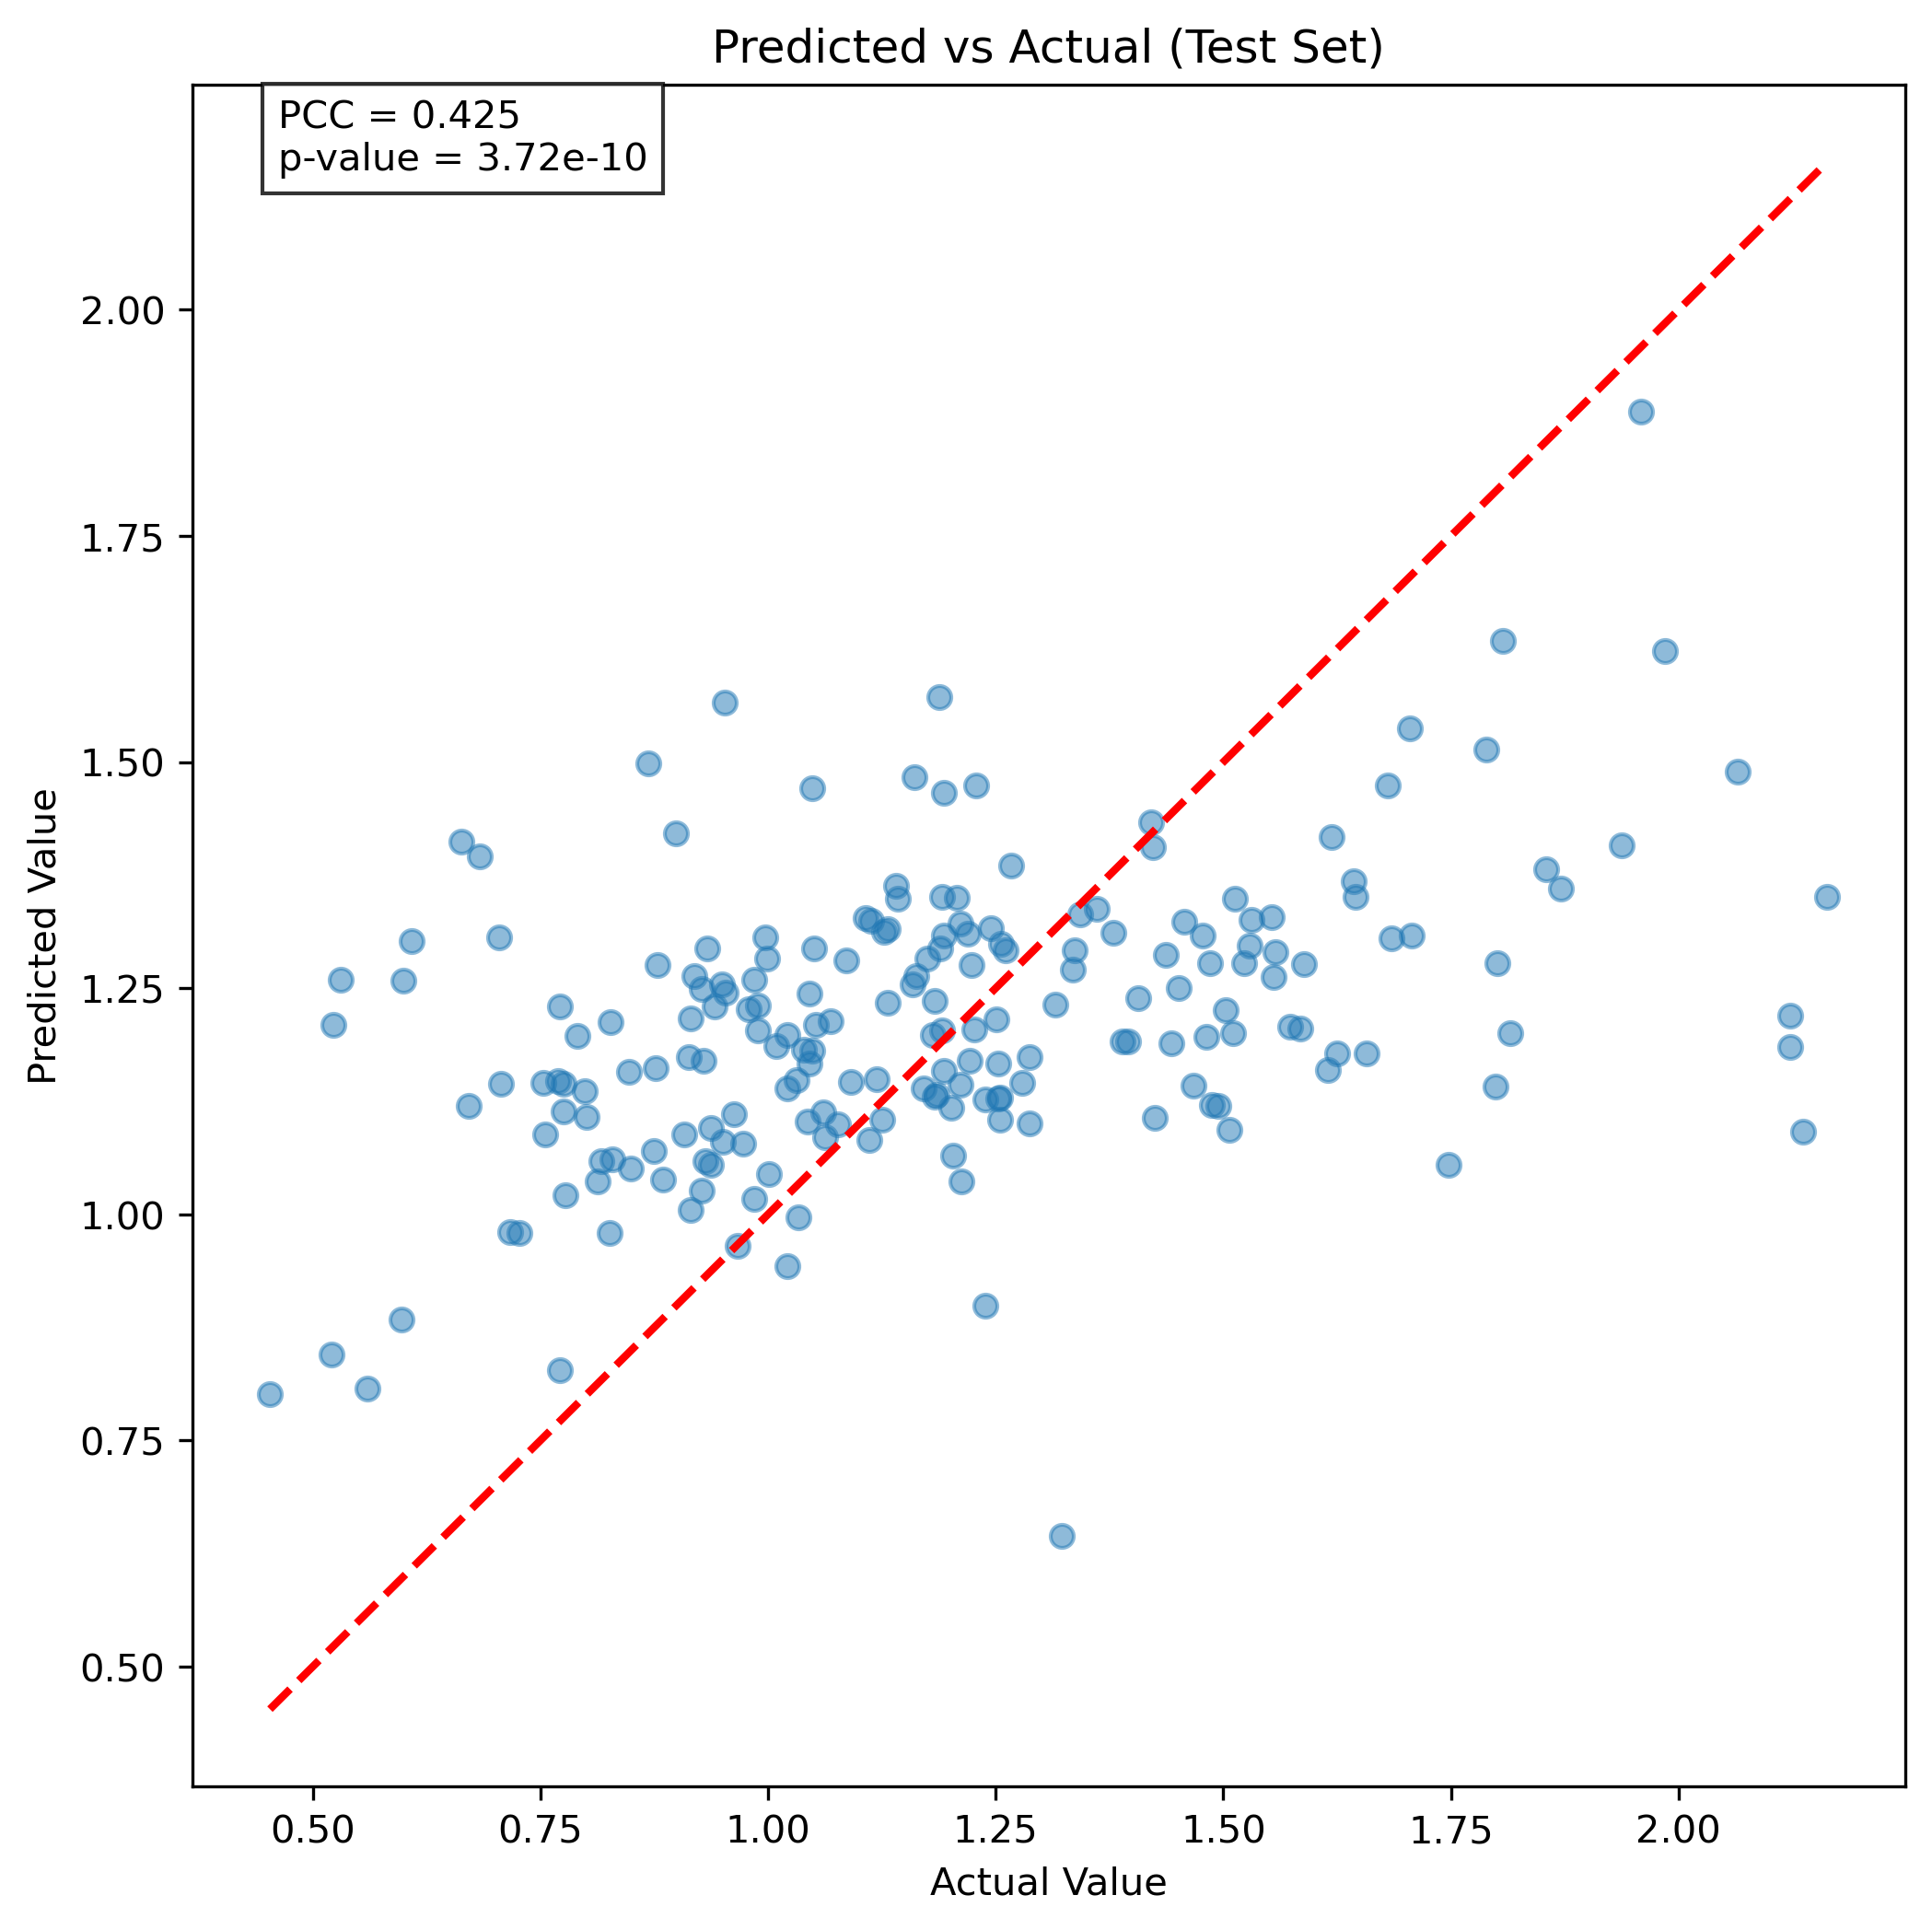 Predicted vs Actual (Test Set)
PCC = 0.425
p-value = 3.72e-10
2.00
1.75
1.50
1.25
1.00
0.75
0.50
Predicted Value
0.50 0.75 1.00 1.25 1.50 1.75 2.00
Actual Value